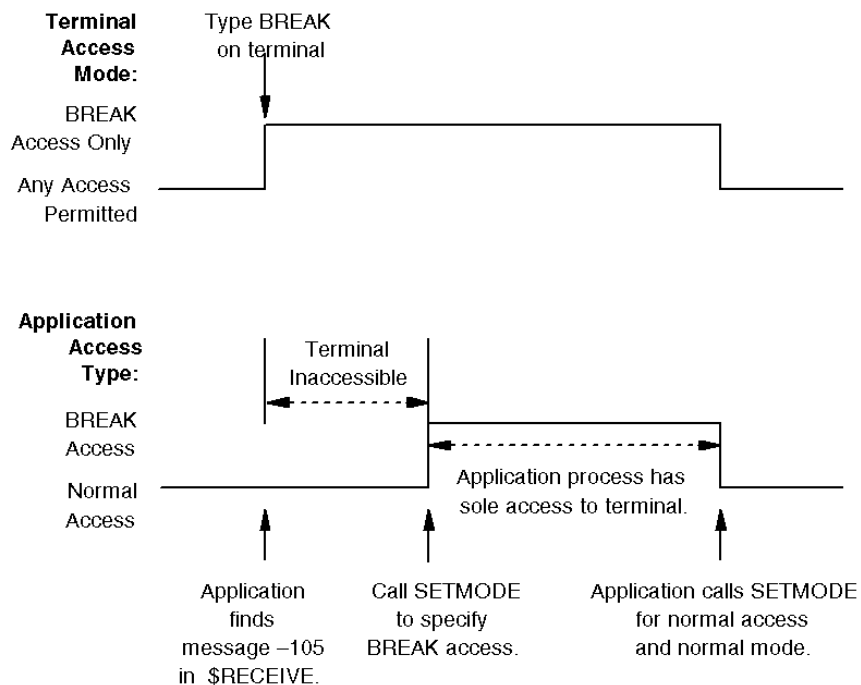 Terminal
Access
Mode:
Type BREAK
on terminal
BREAK
Access Only
Any Access
Permitted
Application
Access
Type:
Terminal
Inaccessible
BREAK
Access
Application process has
sole access to terminal.
Normal
Access
Application
finds
message –105
in $RECEIVE.
Call SETMODE
to specify
BREAK access.
Application calls SETMODE
for normal access
and normal mode.